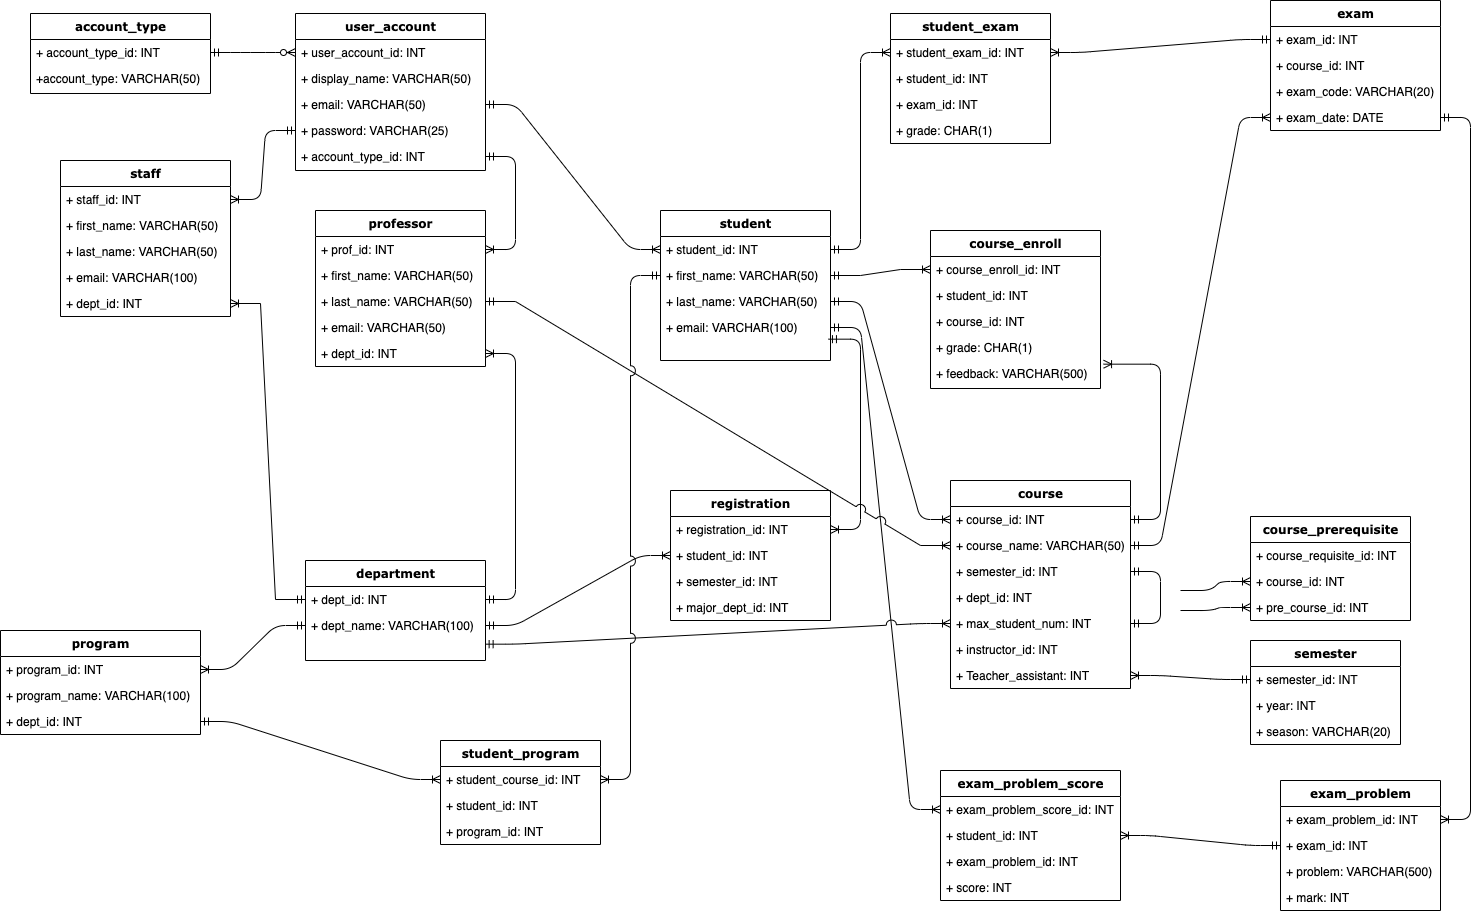 account_type
+ account_type_id: INT
+account_type: VARCHAR(50)
user_account
+ user_account_id: INT
+ display_name: VARCHAR(50)
+ email: VARCHAR(50)
+ password: VARCHAR(25)
+ account_type_id: INT
student_exam
+ student_exam_id: INT
+ student_id: INT
+ exam_id: INT
+ grade: CHAR(1)
exam
+ exam_id: INT
+ course_id: INT
+ exam_code: VARCHAR(20)
+ exam_date: DATE
staff
+ staff_id: INT
+ first_name: VARCHAR(50)
+ last_name: VARCHAR(50)
+ email: VARCHAR(100)
+ dept_id: INT
professor
+ prof_id: INT
+ first_name: VARCHAR(50)
+ last_name: VARCHAR(50)
+ email: VARCHAR(50)
+ dept_id: INT
student
+ student_id: INT
+ first_name: VARCHAR(50)
+ last_name: VARCHAR(50)
+ email: VARCHAR(100)
course_enroll
+ course_enroll_id: INT
+ student_id: INT
+ course_id: INT
+ grade: CHAR(1)
+ feedback: VARCHAR(500)
registration
+ registration_id: INT
+ student_id: INT
+ semester_id: INT
+ major_dept_id: INT
course
+ course_id: INT
+ course_name: VARCHAR(50)
+ semester_id: INT
+ dept_id: INT
+ max_student_num: INT
+ instructor_id: INT
+ Teacher_assistant: INT
course_prerequisite
+ course_requisite_id: INT
+ course_id: INT
+ pre_course_id: INT
department
+ dept_id: INT
+ dept_name: VARCHAR(100)
program
+ program_id: INT
+ program_name: VARCHAR(100)
+ dept_id: INT
semester
+ semester_id: INT
+ year: INT
+ season: VARCHAR(20)
student_program
+ student_course_id: INT
+ student_id: INT
+ program_id: INT
exam_problem_score
+ exam_problem_score_id: INT
+ student_id: INT
+ exam_problem_id: INT
+ score: INT
exam_problem
+ exam_problem_id: INT
+ exam_id: INT
+ problem: VARCHAR(500)
+ mark: INT